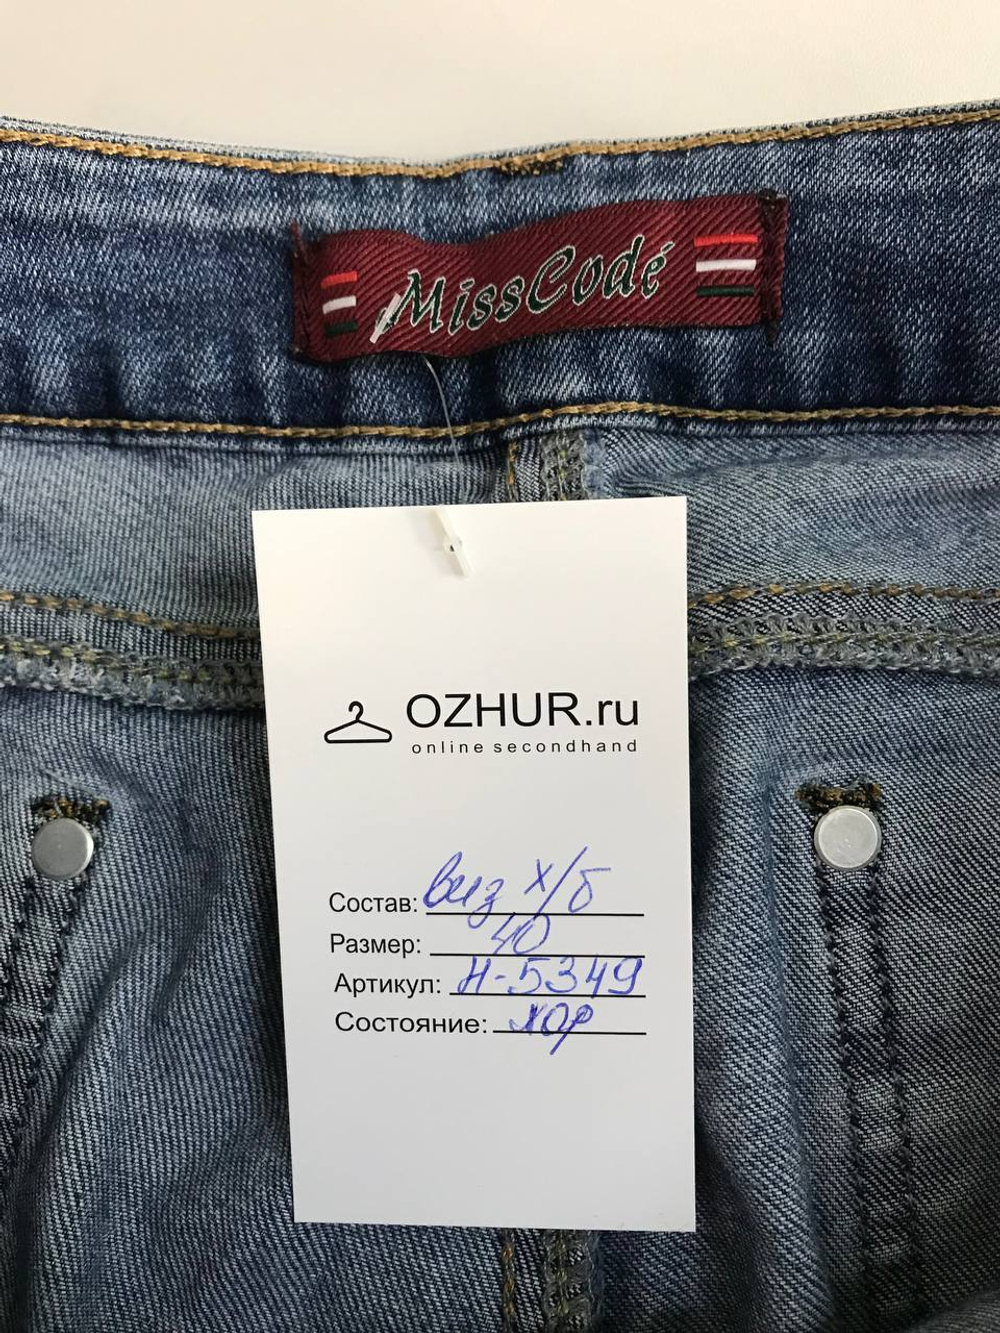 MissCodé
OZHUR.ru
online secondhand
Состав: виз х/б
Размер: 40
Артикул: Н-5349
Состояние: хор